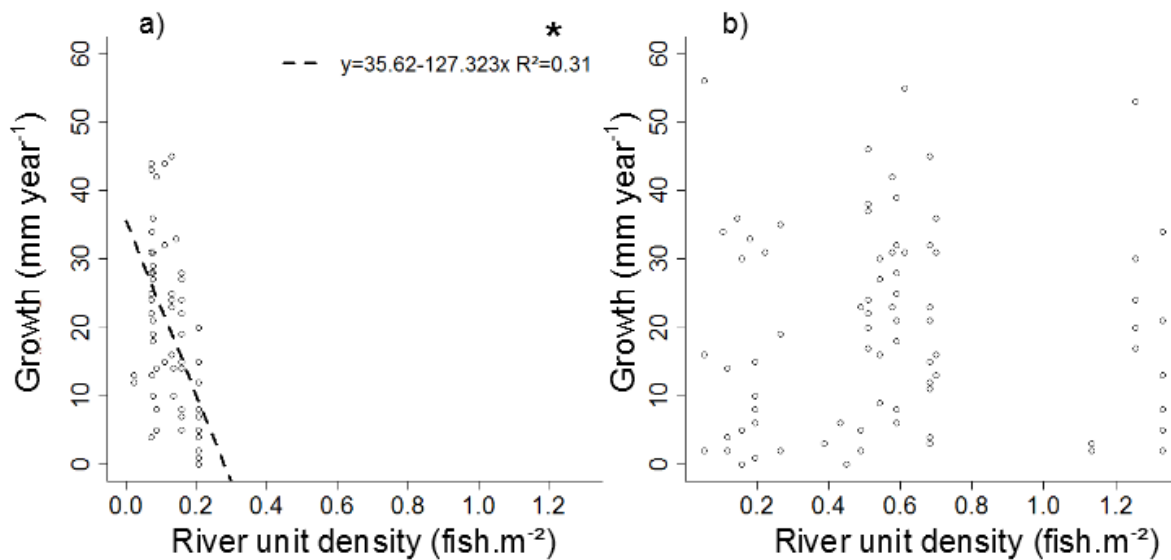 a)
*
y=35.62-127.323x R²=0.31
Growth (mm year⁻¹)
60
50
40
30
20
10
0
0.0 0.2 0.4 0.6 0.8 1.0 1.2
River unit density (fish.m⁻²)
b)
Growth (mm year⁻¹)
60
50
40
30
20
10
0
0.2 0.4 0.6 0.8 1.0 1.2
River unit density (fish.m⁻²)